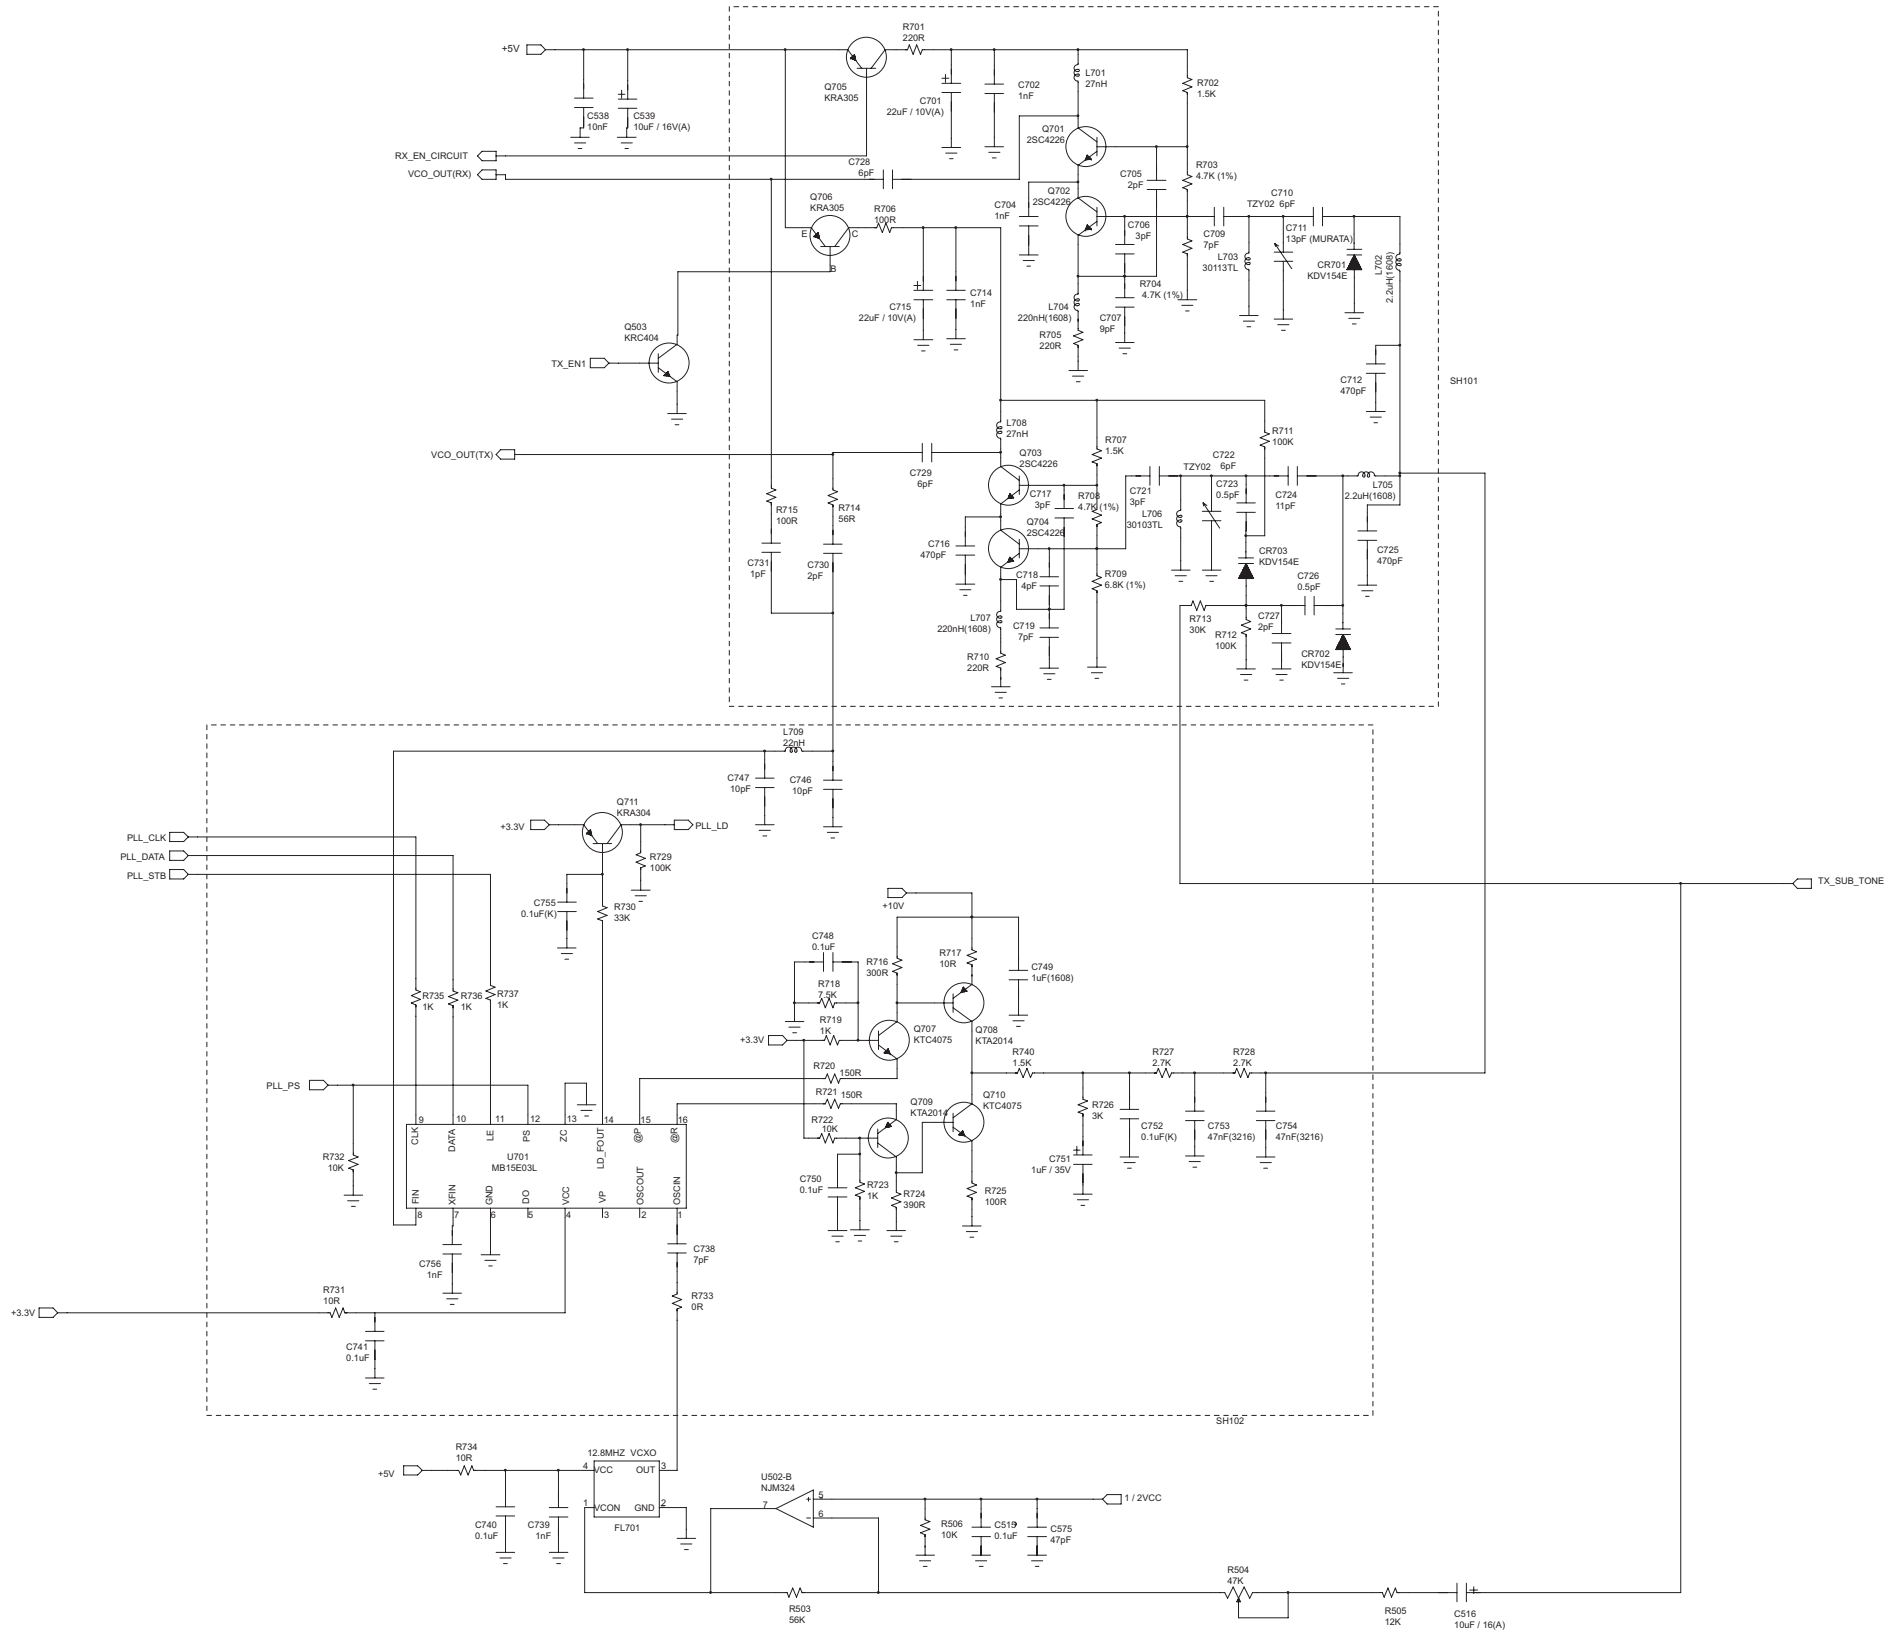 R701
220R
+5V
Q705
KRA305
C701
22uF / 10V(A)
C702
1nF
L701
27nH
R702
1.5K
C538
10nF
C539
10uF / 16V(A)
Q701
2SC4226
RX_EN_CIRCUIT
VCO_OUT(RX)
C728
6pF
C705
2pF
R703
4.7K (1%)
Q706
KRA305
R706
100R
E
C
B
C704
1nF
Q702
2SC4226
C706
3pF
C709
7pF
C710
TZY02 6pF
C711
13pF (MURATA)
L703
30113TL
CR701
KDV154E
L702
2.2uH(1608)
C715
22uF / 10V(A)
C714
1nF
L704
220nH(1608)
R704
4.7K (1%)
C707
9pF
R705
220R
Q503
KRC404
TX_EN1
C712
470pF
SH101
L708
27nH
R707
1.5K
R711
100K
VCO_OUT(TX)
C729
6pF
Q703
2SC4226
C717
3pF
R708
4.7K (1%)
C721
3pF
TZY02
C722
6pF
C723
0.5pF
C724
11pF
L705
2.2uH(1608)
R715
100R
R714
56R
C716
470pF
Q704
2SC4226
L706
30103TL
C725
470pF
C731
1pF
C730
2pF
C718
4pF
R709
6.8K (1%)
CR703
KDV154E
C726
0.5pF
L707
220nH(1608)
C719
7pF
R713
30K
R712
100K
C727
2pF
CR702
KDV154E
R710
220R
L709
22nH
C747
10pF
C746
10pF
Q711
KRA304
+3.3V
PLL_LD
PLL_CLK
PLL_DATA
PLL_STB
R729
100K
C755
0.1uF(K)
R730
33K
TX_SUB_TONE
+10V
C748
0.1uF
R716
300R
R717
10R
C749
1uF(1608)
R718
7.5K
R735
1K
R736
1K
R737
1K
R719
1K
+3.3V
Q707
KTC4075
Q708
KTA2014
R740
1.5K
R727
2.7K
R728
2.7K
R720
150R
PLL_PS
R721
150R
Q709
KTA2014
Q710
KTC4075
R722
10K
R726
3K
C752
0.1uF(K)
C753
47nF(3216)
C754
47nF(3216)
9 10 11 12 13 14 15 16
CLK DATA LE PS ZC LD_FOUT @P @R
U701
MB15E03L
FIN XFIN GND DO VCC VP OSCOUT OSCIN
8 7 6 5 4 3 2 1
R732
10K
C751
1uF / 35V
C750
0.1uF
R723
1K
R724
390R
R725
100R
C738
7pF
C756
1nF
R733
0R
R731
10R
+3.3V
C741
0.1uF
SH102
R734
10R
12.8MHZ VCXO
+5V
4
VCC
OUT
3
1
VCON
GND
2
FL701
C740
0.1uF
C739
1nF
U502-B
NJM324
7
+
5
-
6
1 / 2VCC
R506
10K
0.1uF
C575
47pF
R503
56K
R504
47K
R505
12K
C516
10uF / 16(A)